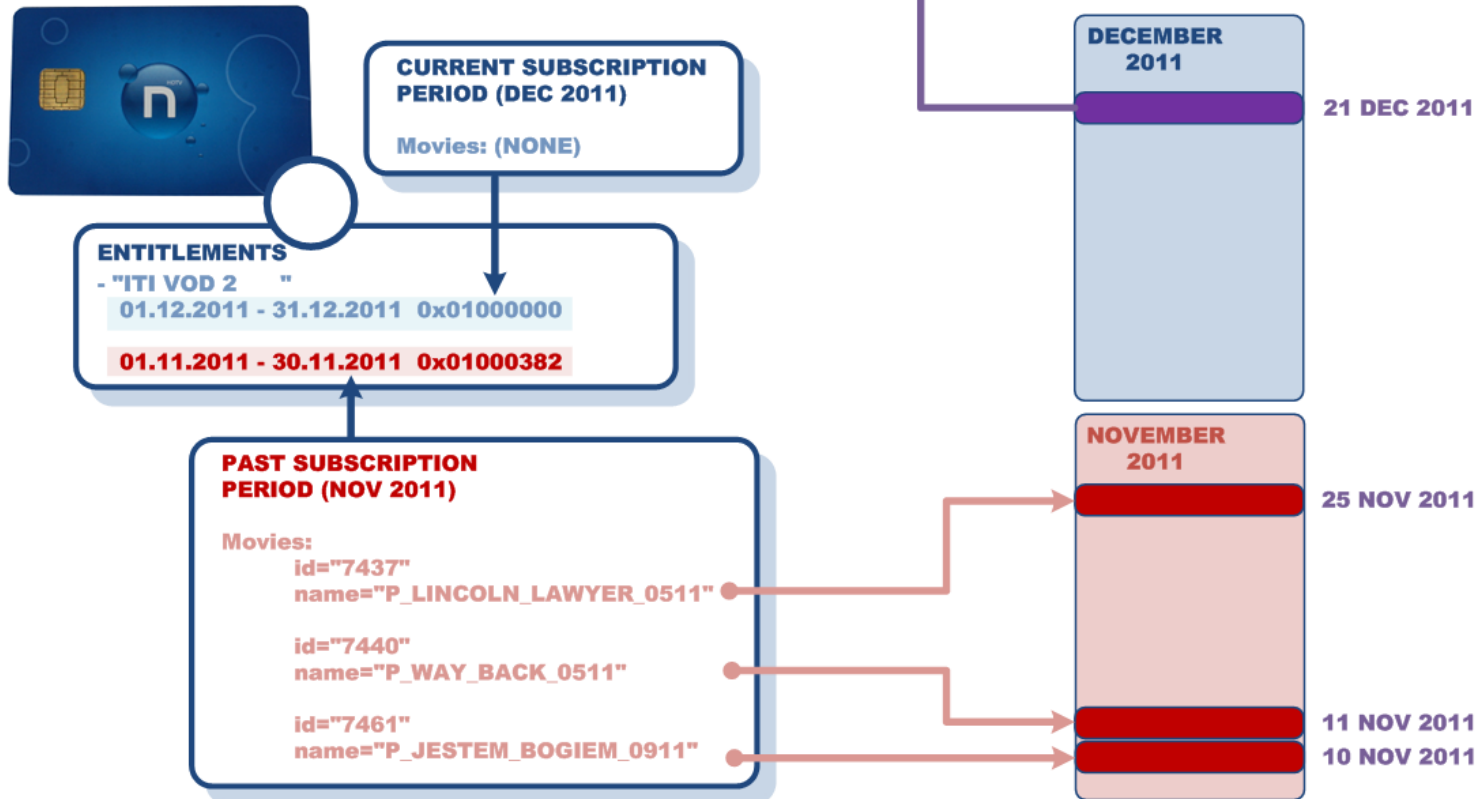 n
HDTV
CURRENT SUBSCRIPTION
PERIOD (DEC 2011)
Movies: (NONE)
ENTITLEMENTS
- "ITI VOD 2      "
01.12.2011 - 31.12.2011  0x01000000
01.11.2011 - 30.11.2011  0x01000382
PAST SUBSCRIPTION
PERIOD (NOV 2011)
Movies:
id="7437"
name="P_LINCOLN_LAWYER_0511"
id="7440"
name="P_WAY_BACK_0511"
id="7461"
name="P_JESTEM_BOGIEM_0911"
DECEMBER
2011
21 DEC 2011
NOVEMBER
2011
25 NOV 2011
11 NOV 2011
10 NOV 2011